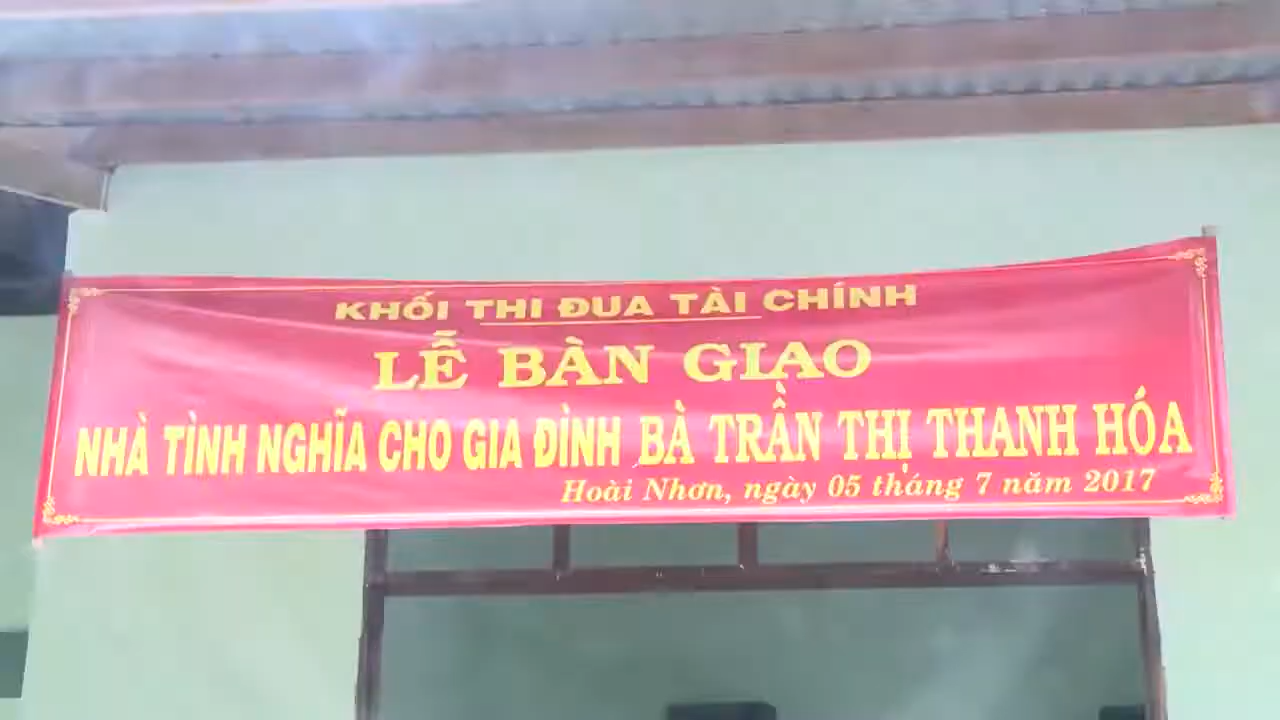 KHỐI THI ĐUA TÀI CHÍNH
LỄ BÀN GIAO
NHÀ TÌNH NGHĨA CHO GIA ĐÌNH BÀ TRẦN THỊ THANH HÓA
Hoài Nhơn, ngày 05 tháng 7 năm 2017